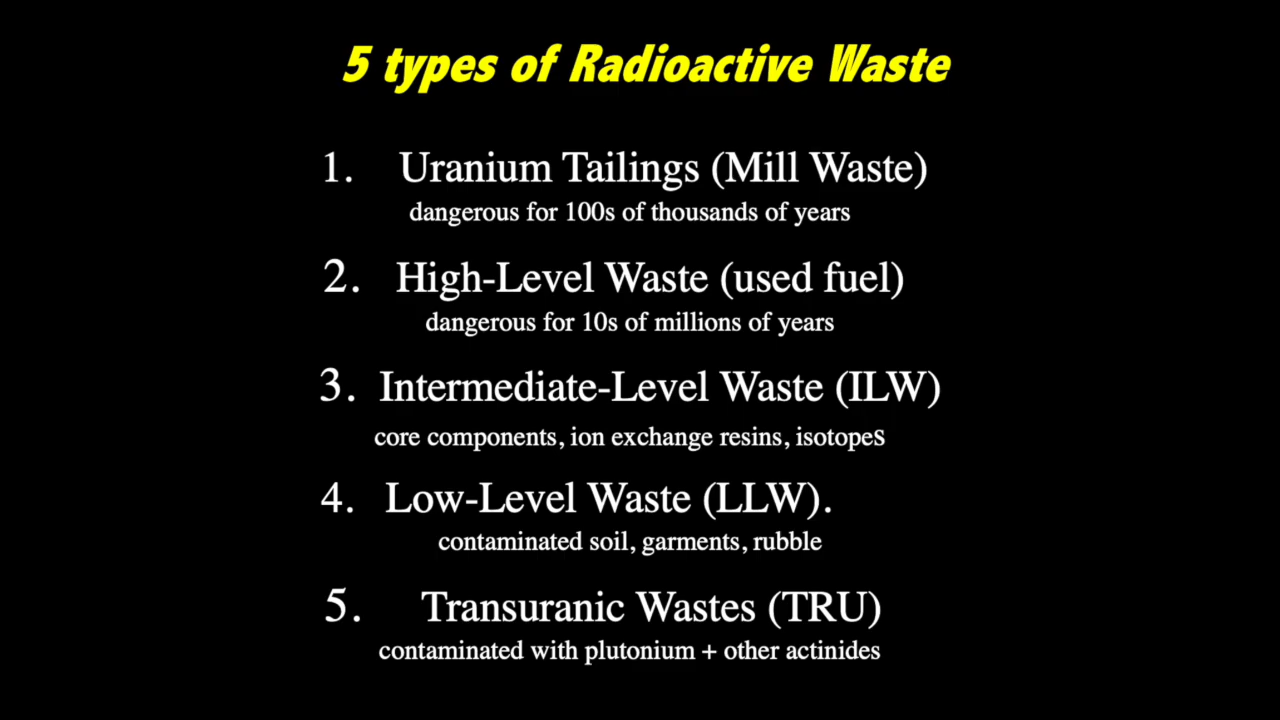 5 types of Radioactive Waste
1. Uranium Tailings (Mill Waste)
dangerous for 100s of thousands of years
2. High-Level Waste (used fuel)
dangerous for 10s of millions of years
3. Intermediate-Level Waste (ILW)
core components, ion exchange resins, isotopes
4. Low-Level Waste (LLW).
contaminated soil, garments, rubble
5. Transuranic Wastes (TRU)
contaminated with plutonium + other actinides